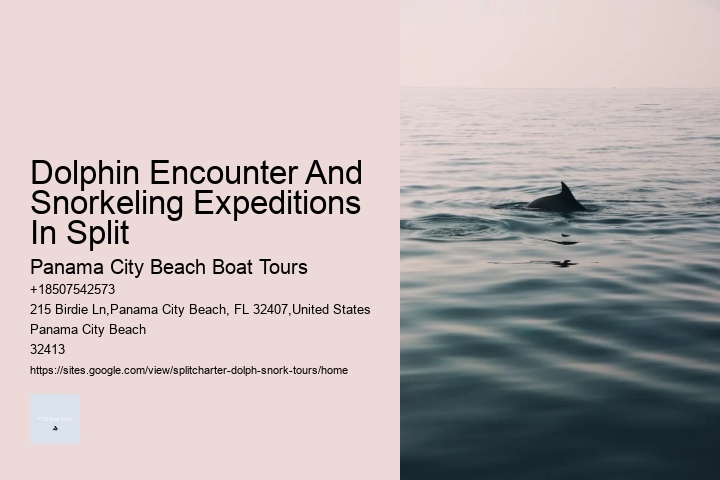 Dolphin Encounter And
Snorkeling Expeditions
In Split
Panama City Beach Boat Tours
+18507542573
215 Birdie Ln,Panama City Beach, FL 32407,United States
Panama City Beach
32413
https://sites.google.com/view/splitcharter-dolph-snork-tours/home